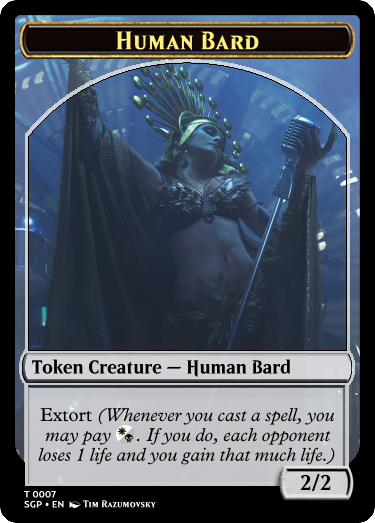 Human Bard
Token Creature — Human Bard
Extort (Whenever you cast a spell, you
may pay . If you do, each opponent
loses 1 life and you gain that much life.)
2/2
T 0007
SGP • EN Tim Razumovsky